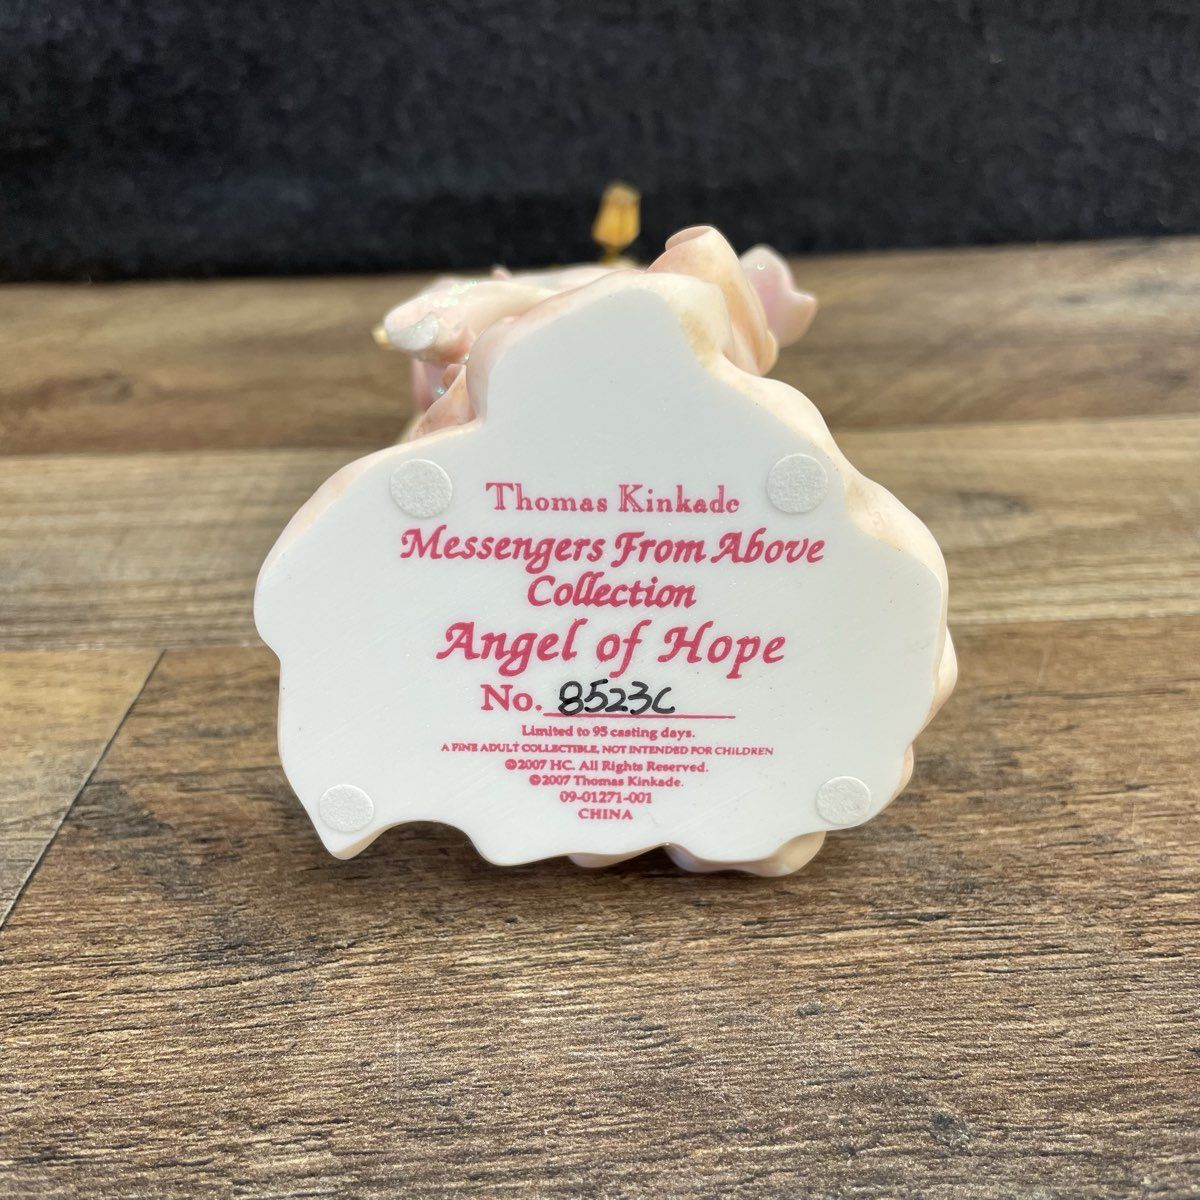 Thomas Kinkade
Messengers From Above
Collection
Angel of Hope
No. 8523C
Limited to 95 casting days.
A FINE ADULT COLLECTIBLE, NOT INTENDED FOR CHILDREN
©2007 HC. All Rights Reserved.
©2007 Thomas Kinkade.
09-01271-001
CHINA